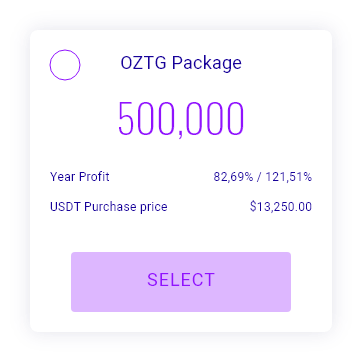 OZTG Package
500,000
Year Profit 82,69% / 121,51%
USDT Purchase price $13,250.00
SELECT